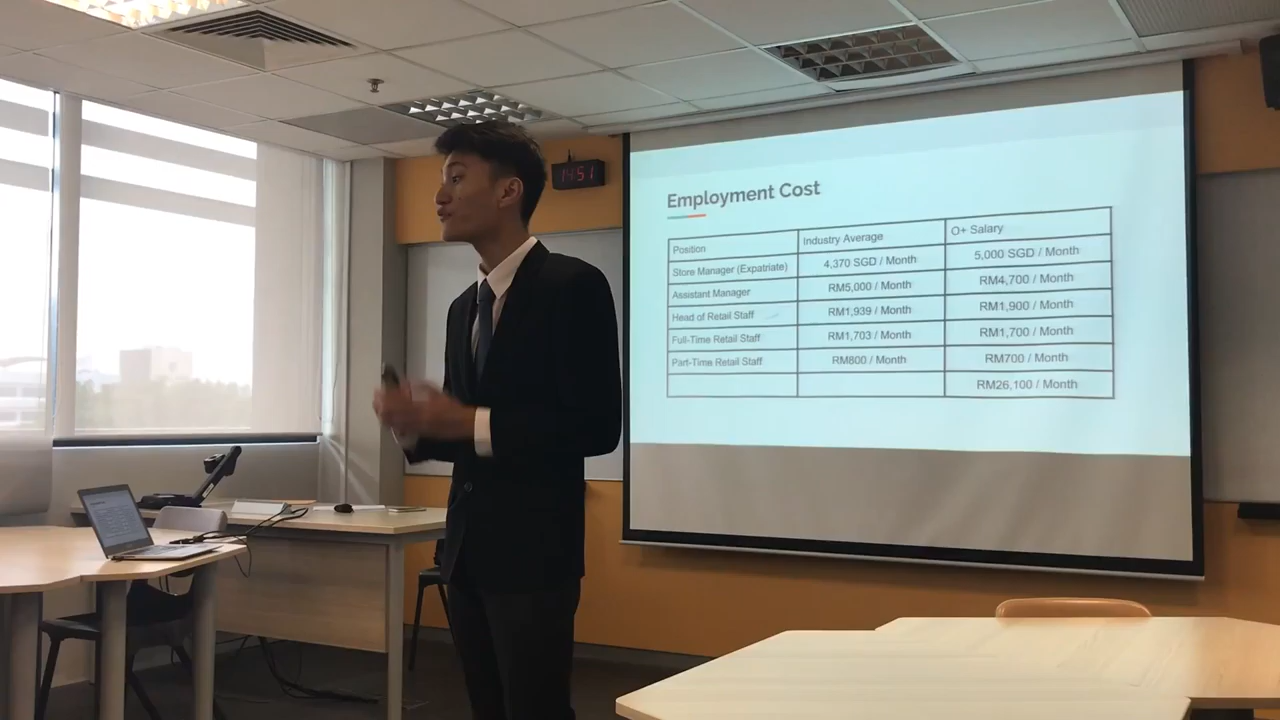 14:51
Employment Cost
Position Industry Average O+ Salary
Store Manager (Expatriate) 4,370 SGD / Month 5,000 SGD / Month
Assistant Manager RM5,000 / Month RM4,700 / Month
Head of Retail Staff RM1,939 / Month RM1,900 / Month
Full-Time Retail Staff RM1,703 / Month RM1,700 / Month
Part-Time Retail Staff RM800 / Month RM700 / Month
RM26,100 / Month